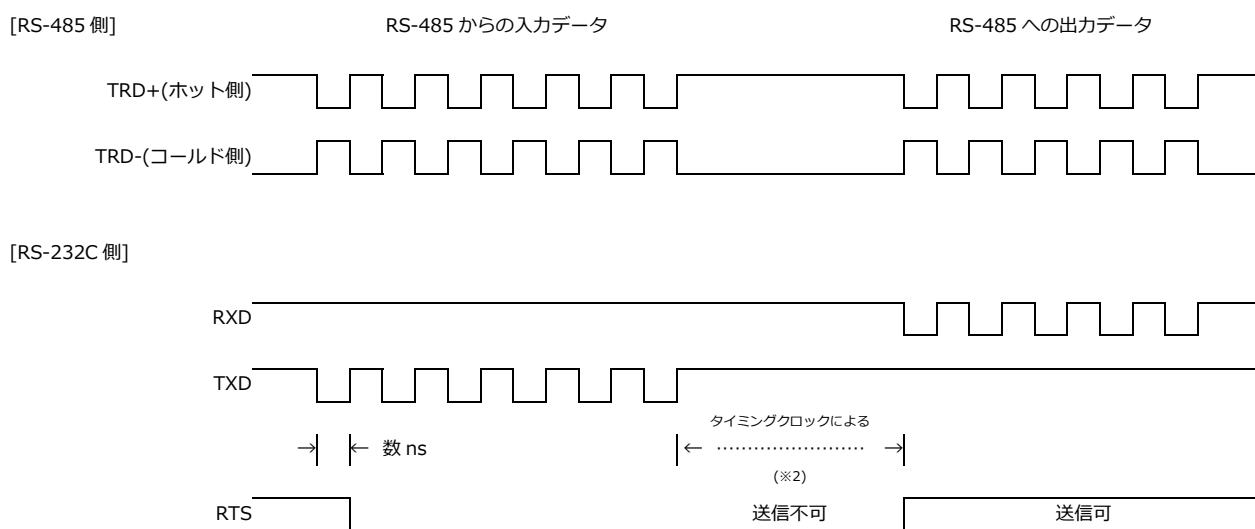 [RS-485 側] RS-485 からの入力データ RS-485 への出力データ
TRD+(ホット側)
TRD-(コールド側)
[RS-232C 側]
RXD
TXD
タイミングクロックによる
→ ← 数 ns ← …………………… →
(※2)
RTS 送信不可 送信可